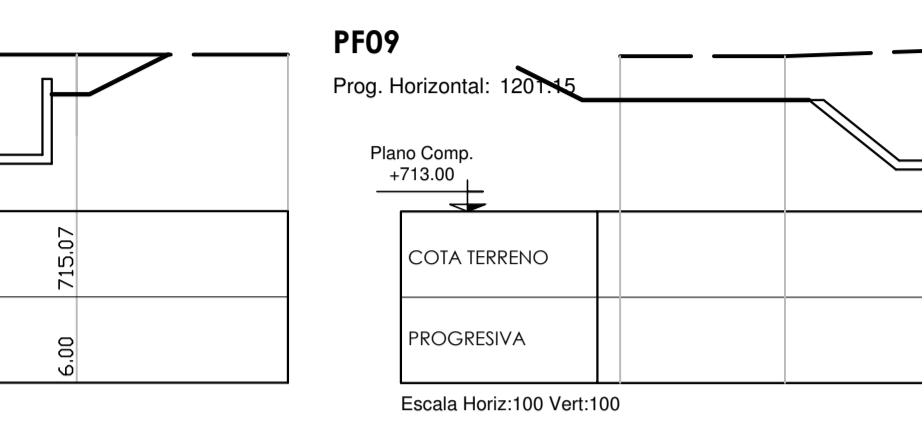 715.07
6.00
PF09
Prog. Horizontal: 1201.15
Plano Comp.
+713.00
COTA TERRENO
PROGRESIVA
Escala Horiz:100 Vert:100